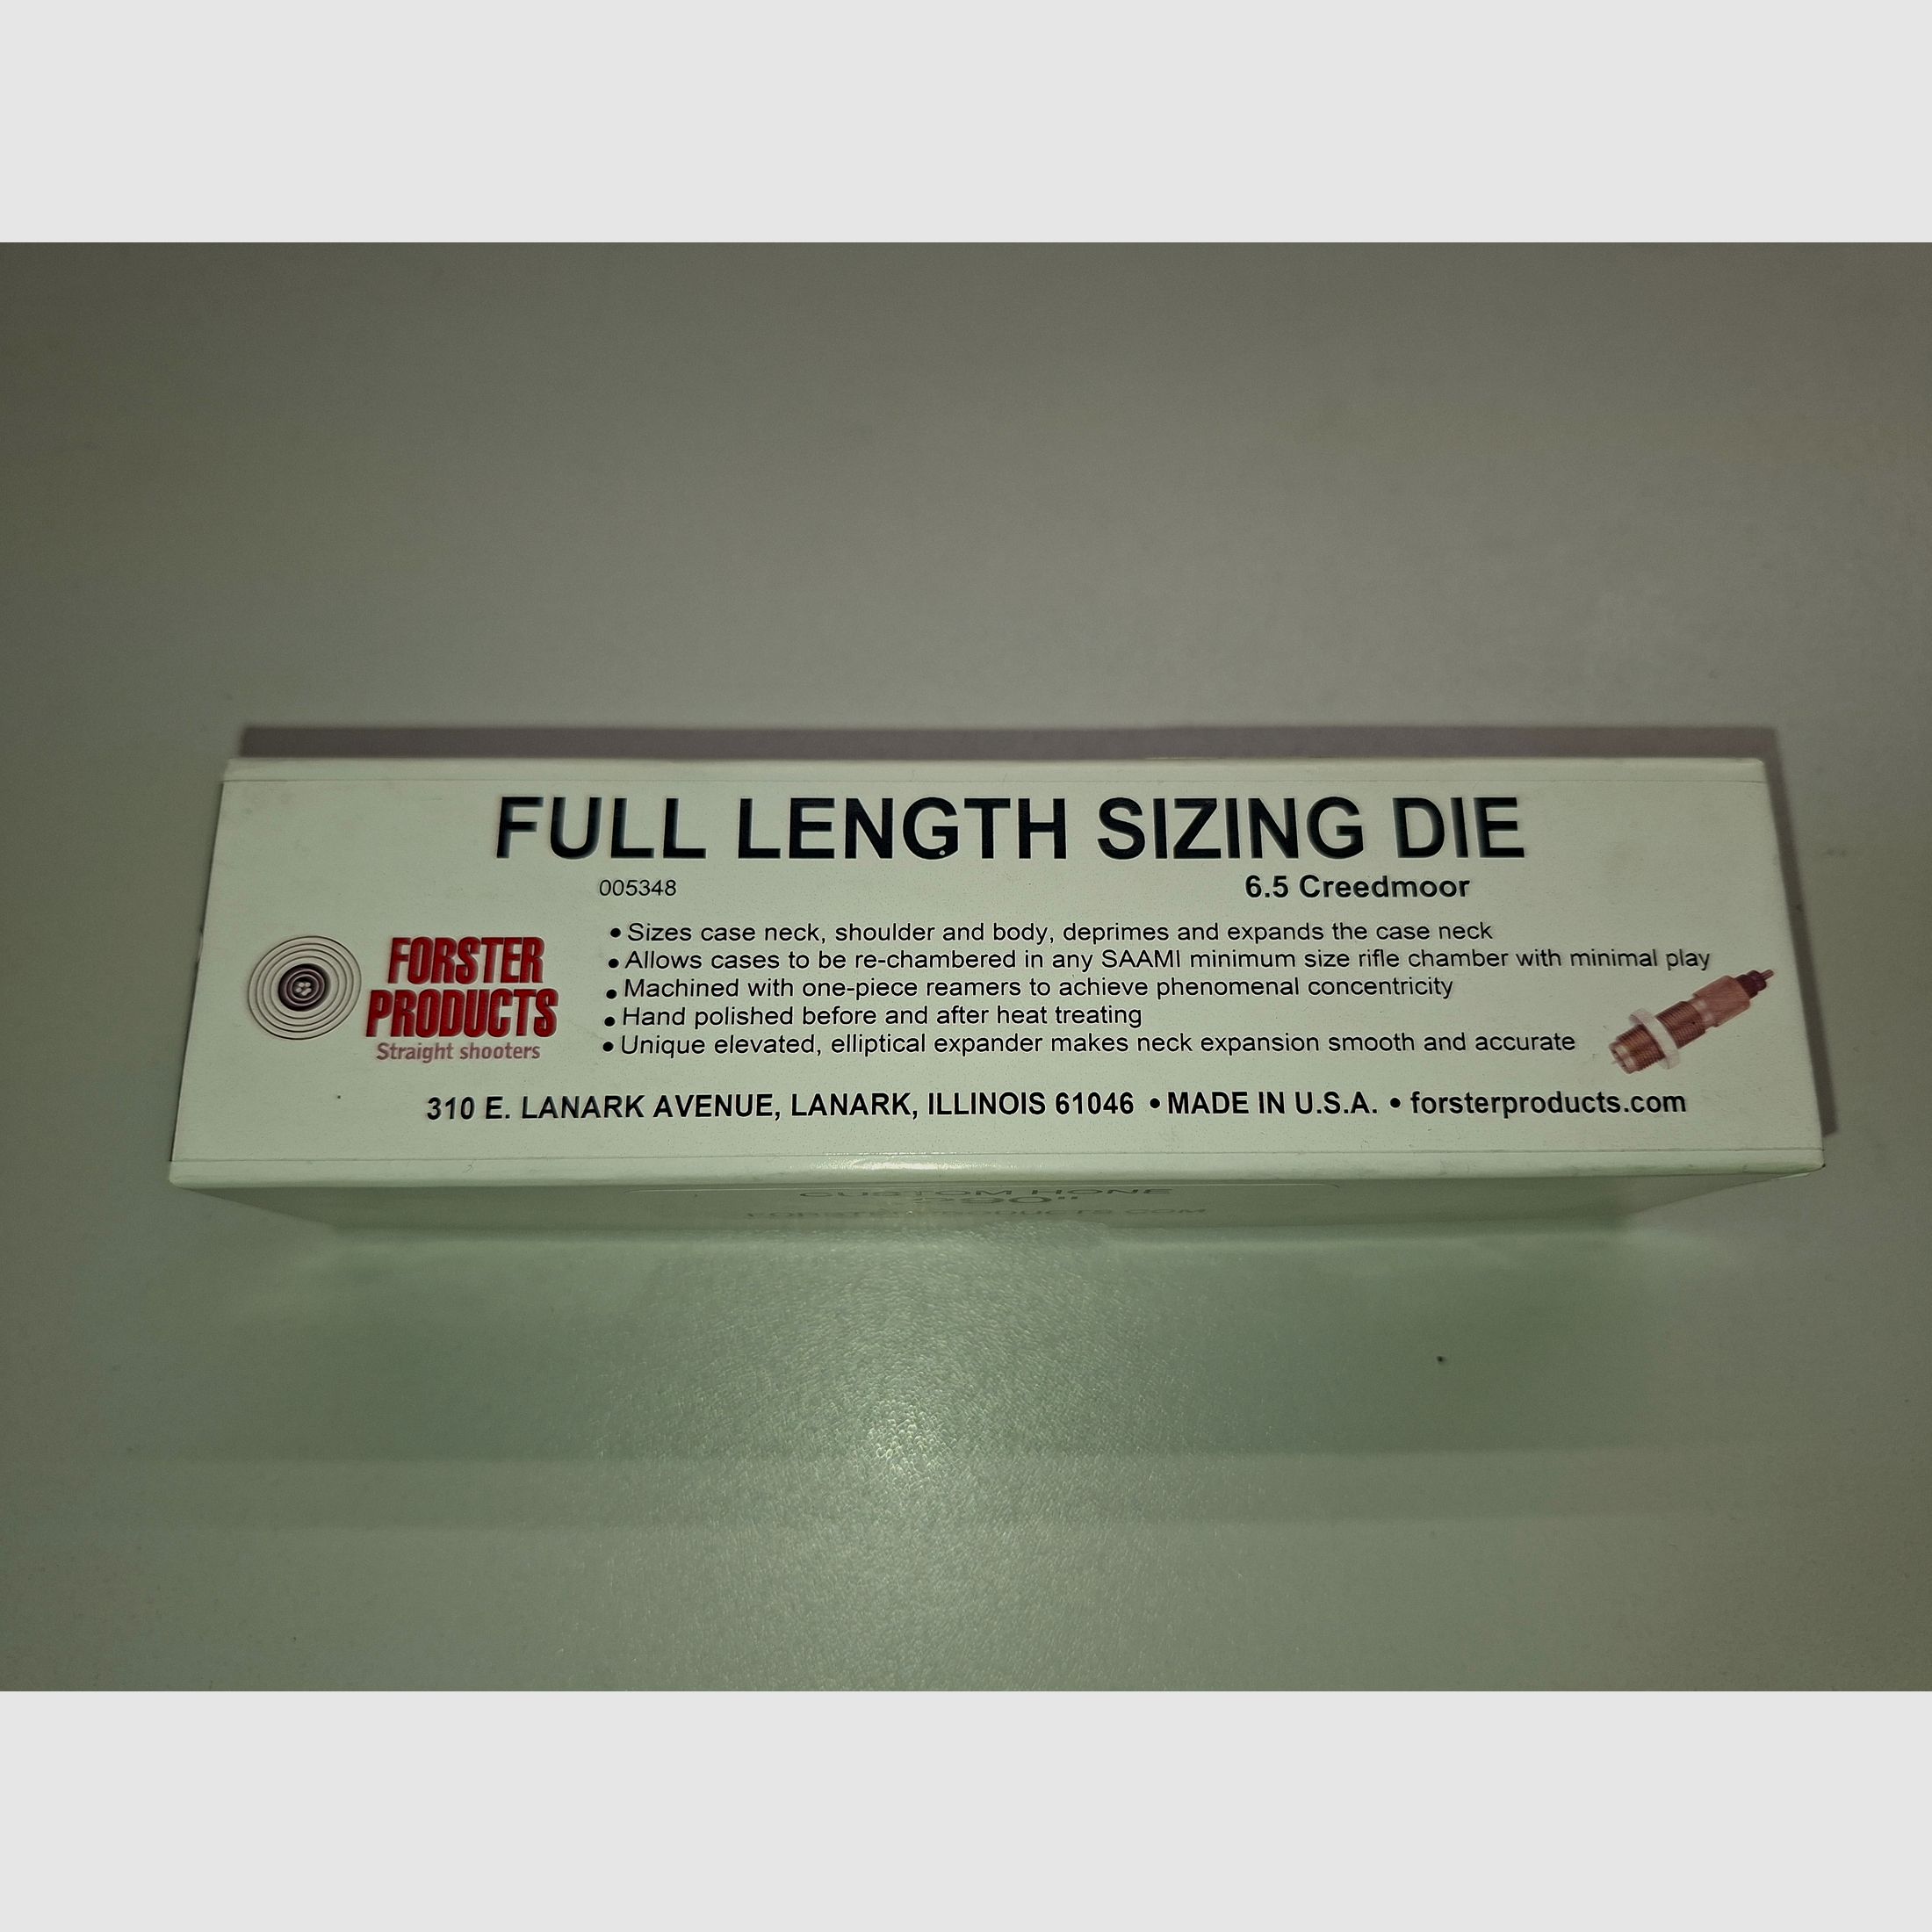 FULL LENGTH SIZING DIE
005348 6.5 Creedmoor
• Sizes case neck, shoulder and body, deprimes and expands the case neck
• Allows cases to be re-chambered in any SAAMI minimum size rifle chamber with minimal play
• Machined with one-piece reamers to achieve phenomenal concentricity
• Hand polished before and after heat treating
• Unique elevated, elliptical expander makes neck expansion smooth and accurate
FORSTER
PRODUCTS
Straight shooters
310 E. LANARK AVENUE, LANARK, ILLINOIS 61046 • MADE IN U.S.A. • forsterproducts.com
CUSTOM HONE
FORSTERPRODUCTS.COM